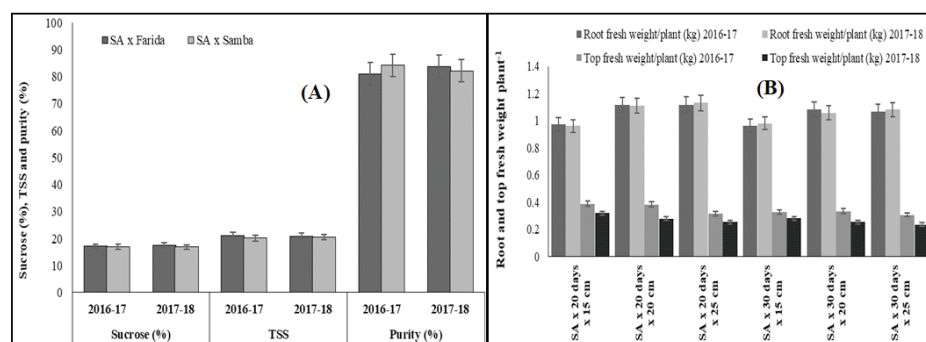 100
90
80
70
60
50
40
30
20
10
0
Sucrose (%), TSS and purity (%)
SA x Farida SA x Samba
(A)
2016-17 2017-18 2016-17 2017-18 2016-17 2017-18
Sucrose (%) TSS Purity (%)
Root fresh weight/plant (kg) 2016-17 Root fresh weight/plant (kg) 2017-18
Top fresh weight/plant (kg) 2016-17 Top fresh weight/plant (kg) 2017-18
(B)
1.4
1.2
1
0.8
0.6
0.4
0.2
0
Root and top fresh weight plant-1
SA x 20 days
x 15 cm
SA x 20 days
x 20 cm
SA x 20 days
x 25 cm
SA x 30 days
x 15 cm
SA x 30 days
x 20 cm
SA x 30 days
x 25 cm